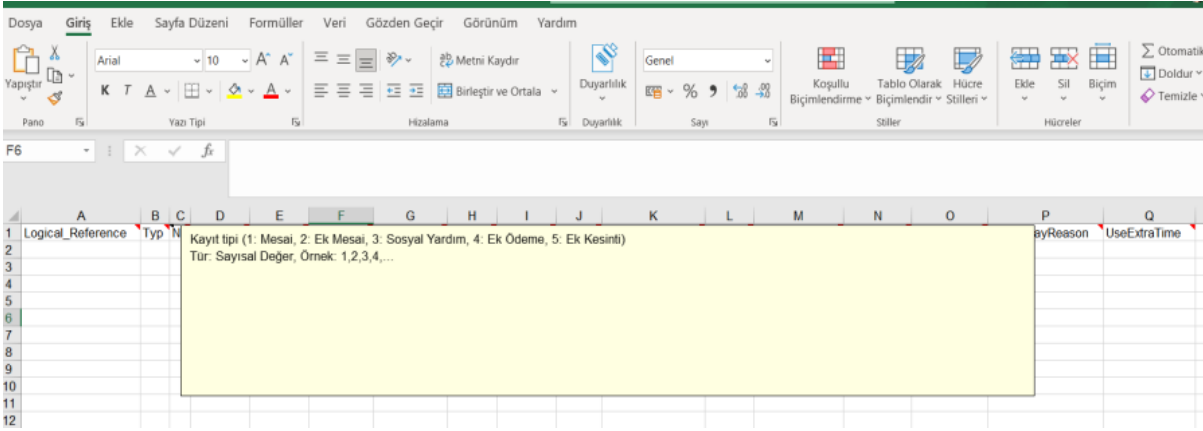 Dosya Giriş Ekle Sayfa Düzeni Formüller Veri Gözden Geçir Görünüm Yardım
Arial 10 A^ A˅ Metni Kaydır Genel Otomatik
Yapıştır K T A A Birleştir ve Ortala Duyarlılık % 9 Koşullu Biçimlendirme Tablo Olarak Biçimlendir Hücre Stilleri Ekle Sil Biçim Doldur
Temizle
Pano Yazı Tipi Hizalama Duyarlılık Sayı Stiller Hücreler
F6 fx
A B C D E F G H I J K L M N O P Q
1 Logical_Reference Typ N ayReason UseExtraTime
Kayıt tipi (1: Mesai, 2: Ek Mesai, 3: Sosyal Yardım, 4: Ek Ödeme, 5: Ek Kesinti)
2 Tür: Sayısal Değer, Örnek: 1,2,3,4,...
3
4
5
6
7
8
9
10
11
12